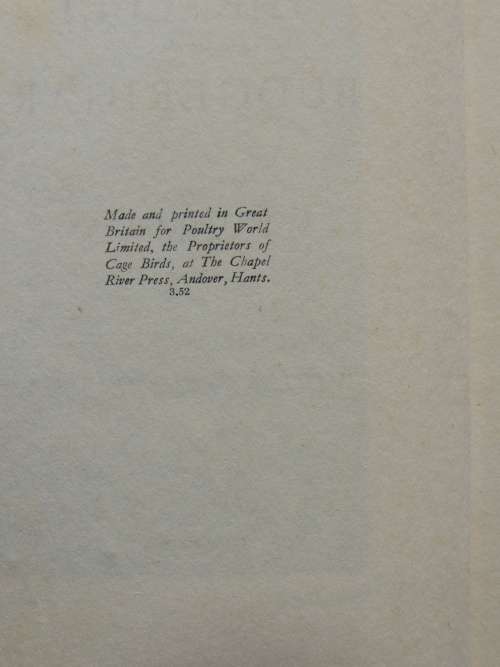 Made and printed in Great
Britain for Poultry World
Limited, the Proprietors of
Cage Birds, at The Chapel
River Press, Andover, Hants.
3.52